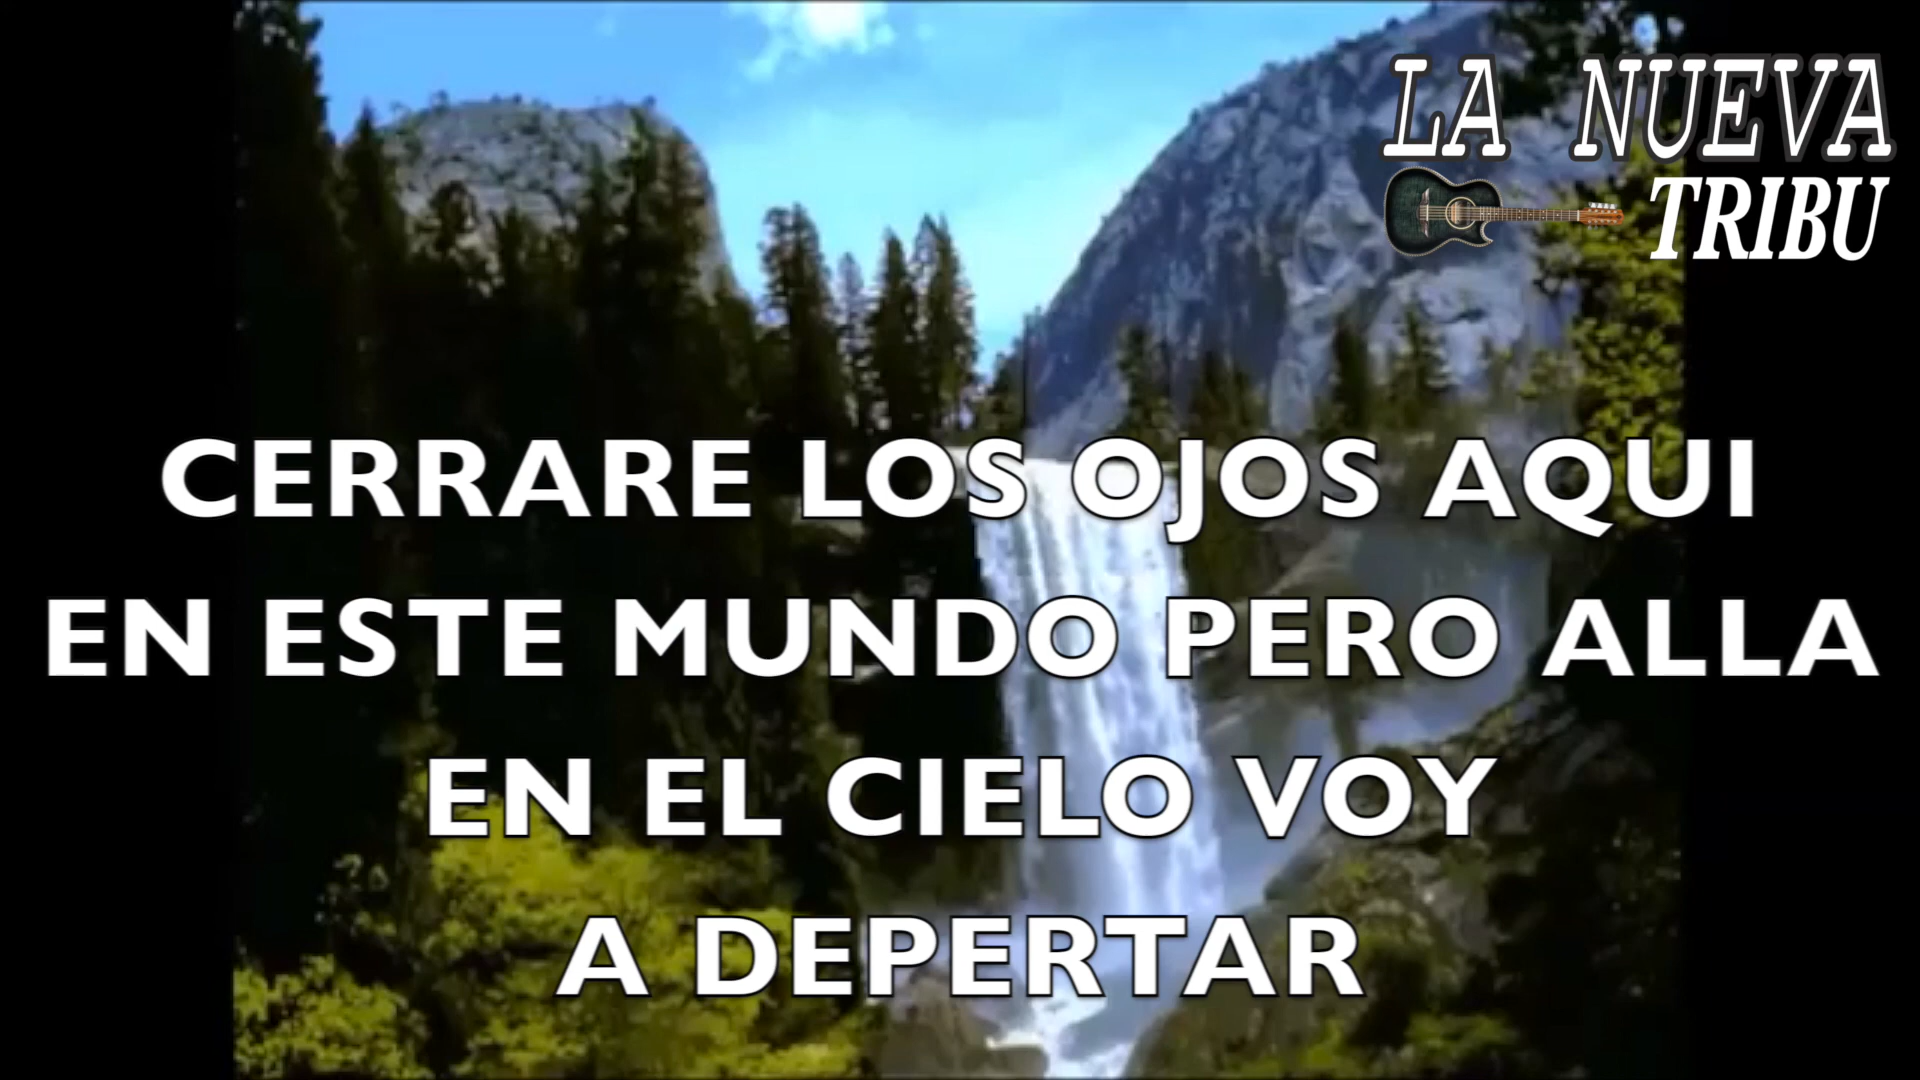 LA NUEVA
TRIBU
CERRARE LOS OJOS AQUI
EN ESTE MUNDO PERO ALLA
EN EL CIELO VOY
A DEPERTAR